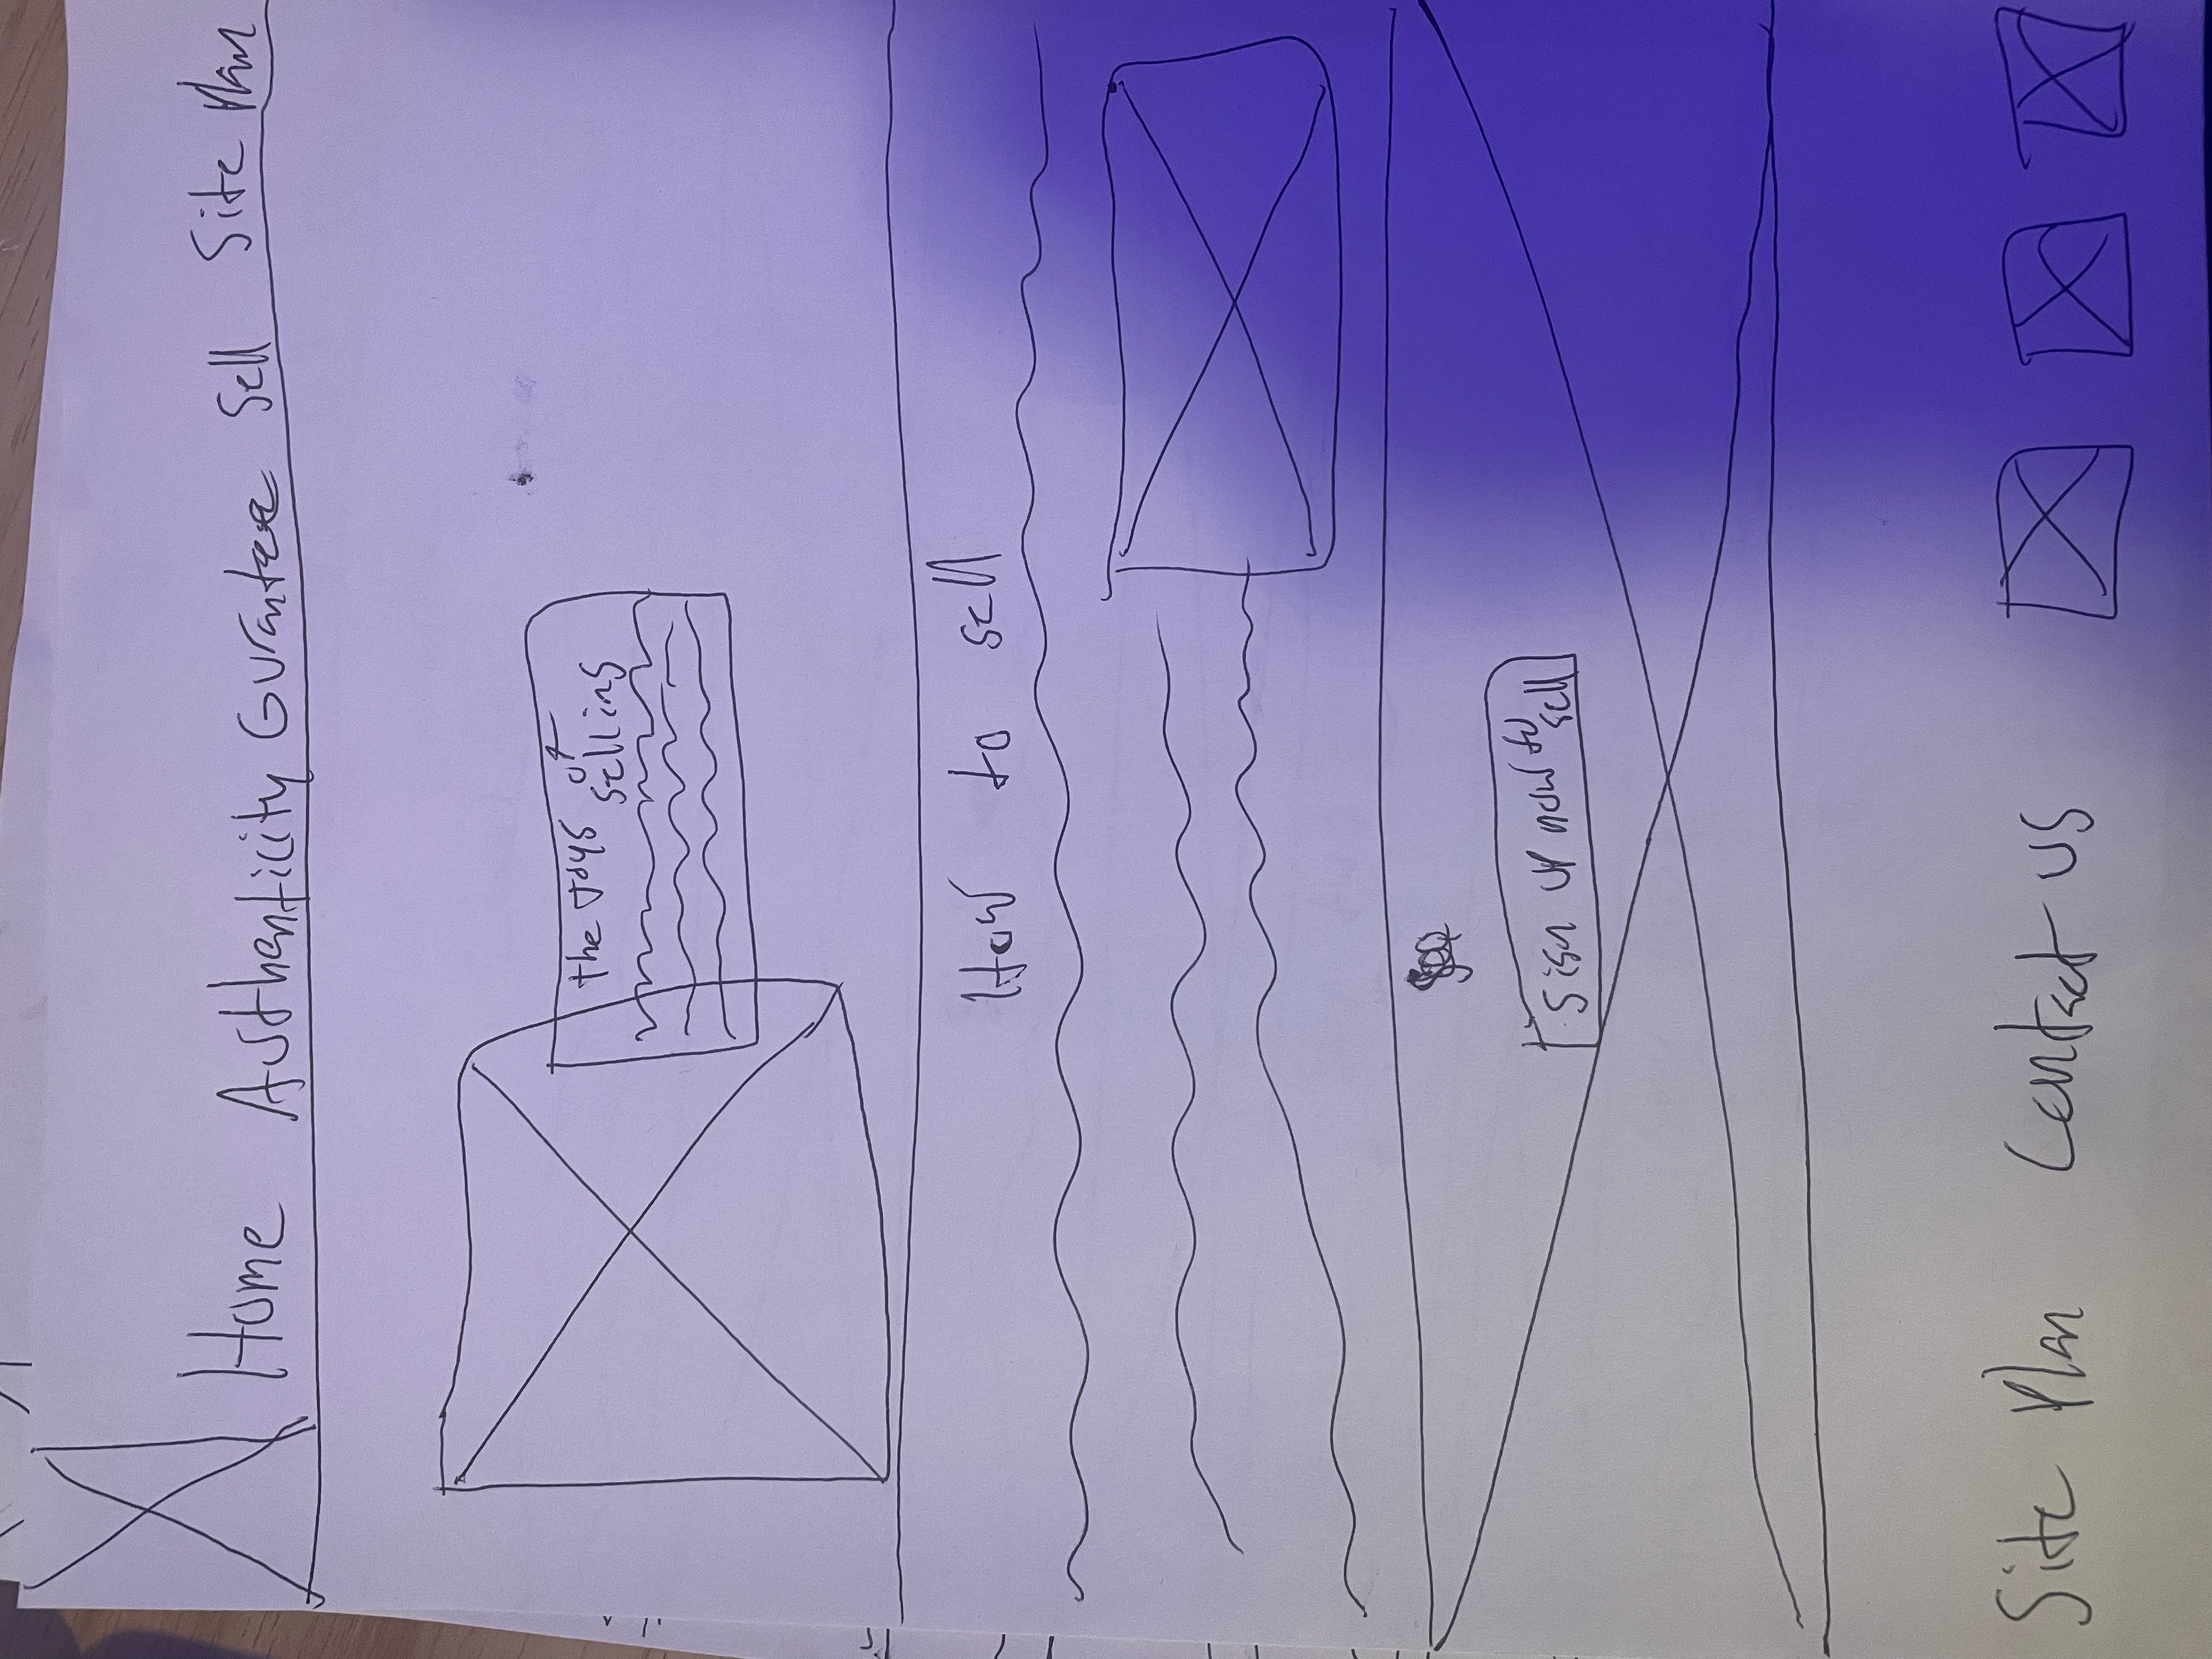 Home Austhenticity Gurantee Sell Site Plan
the Joys of
selling
How to sell
Sign up now to sell
Site Plan Contact us